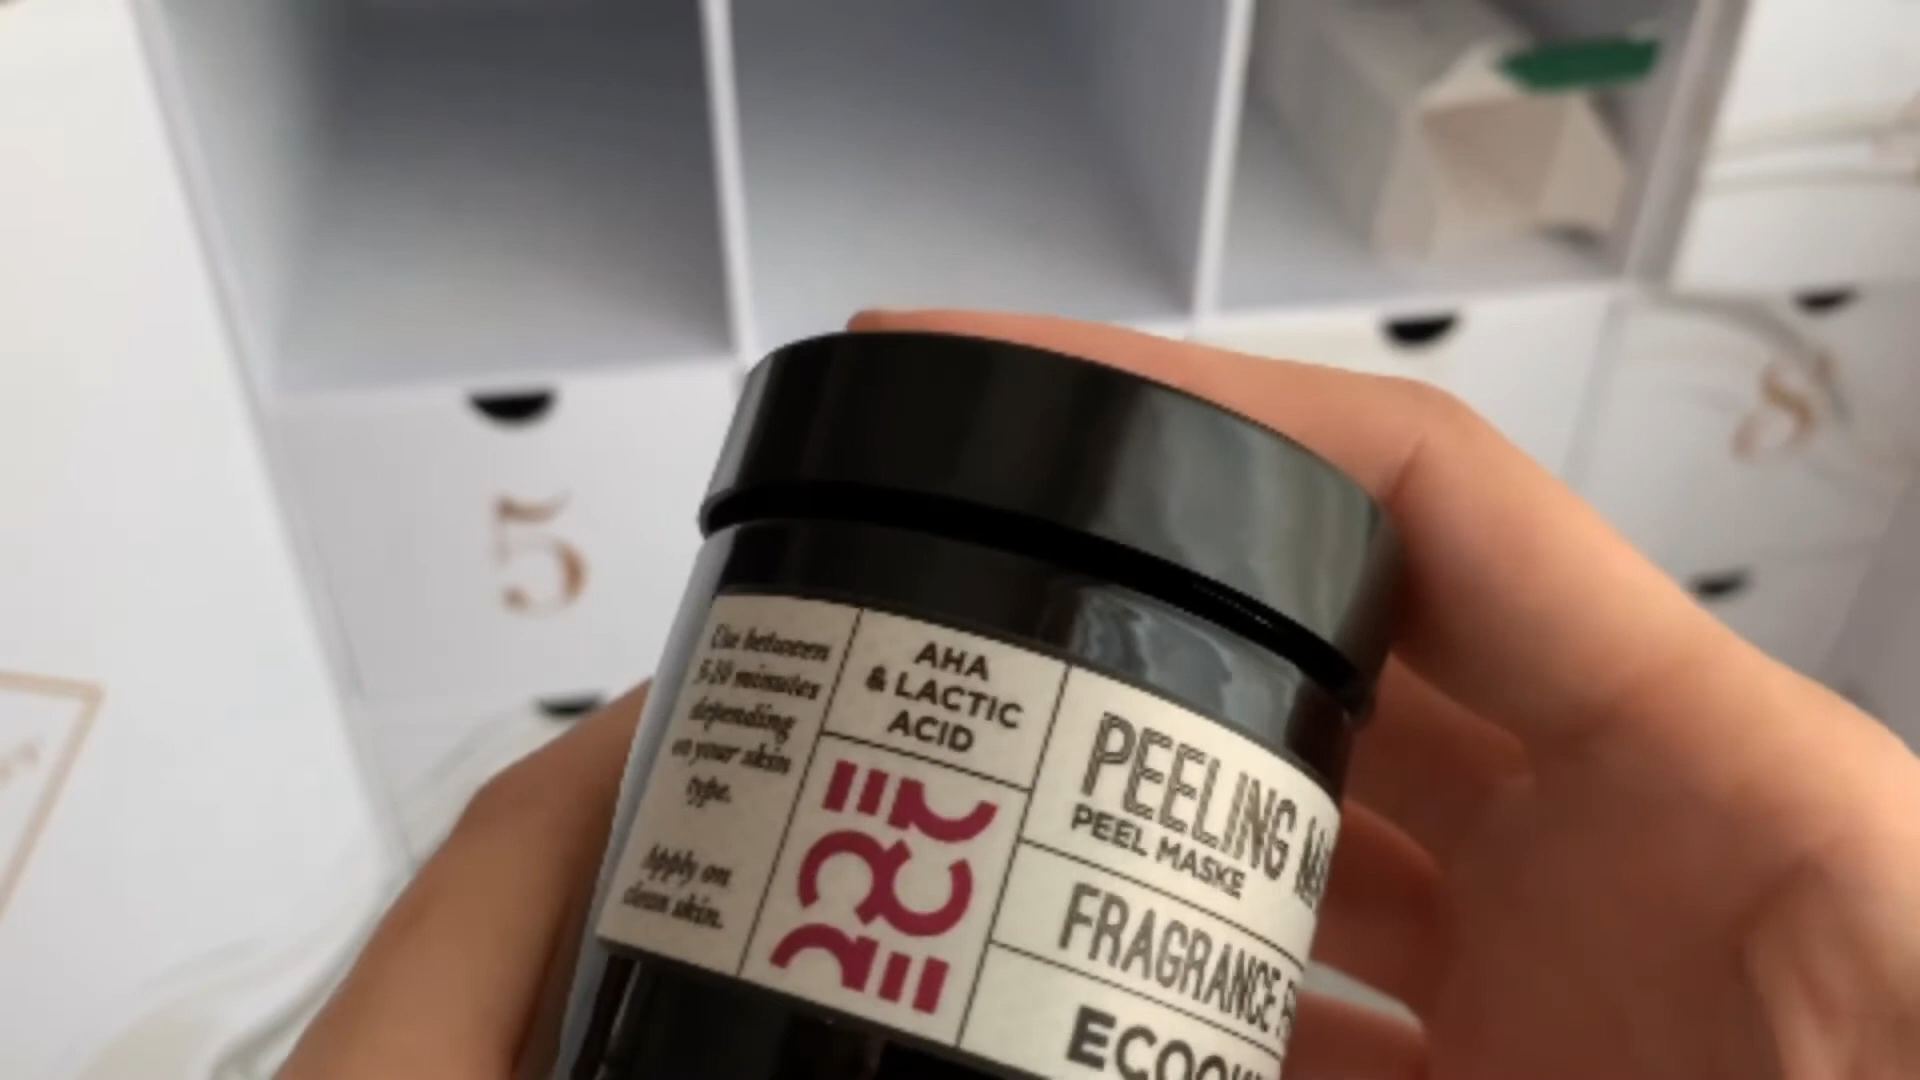 5
8
Use between
5-20 minutes
depending
on your skin
type.
Apply on
clean skin.
AHA
& LACTIC
ACID
PEELING
PEEL MASKE
FRAGRANCE